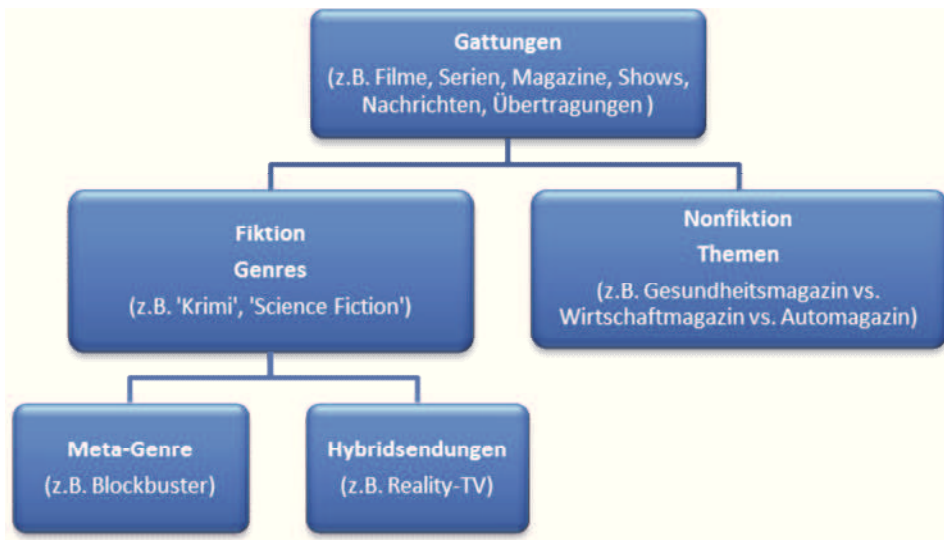 Gattungen
(z.B. Filme, Serien, Magazine, Shows,
Nachrichten, Übertragungen )
Fiktion
Genres
(z.B. 'Krimi', 'Science Fiction')
Nonfiktion
Themen
(z.B. Gesundheitsmagazin vs.
Wirtschaftmagazin vs. Automagazin)
Meta-Genre
(z.B. Blockbuster)
Hybridsendungen
(z.B. Reality-TV)